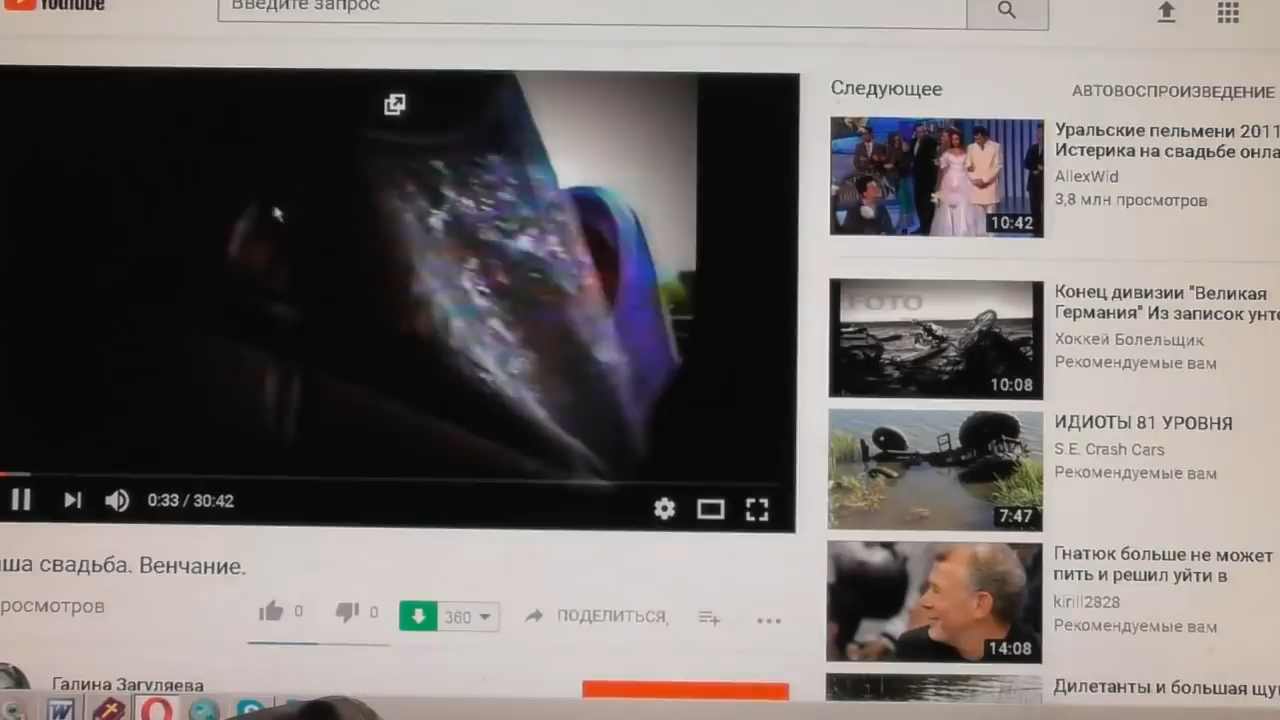 YouTube
Введите запрос
Следующее
АВТОВОСПРОИЗВЕДЕНИЕ
Уральские пельмени 2011
Истерика на свадьбе онла
AllexWid
3,8 млн просмотров
10:42
FOTO
Конец дивизии "Великая
Германия" Из записок унте
Хоккей Болельщик
Рекомендуемые вам
10:08
ИДИОТЫ 81 УРОВНЯ
S.E. Crash Cars
Рекомендуемые вам
7:47
Гнатюк больше не может
пить и решил уйти в
kirill2828
Рекомендуемые вам
14:08
Дилетанты и большая щу
0:33 / 30:42
ша свадьба. Венчание.
росмотров
0
0
360
ПОДЕЛИТЬСЯ
Галина Загуляева
W